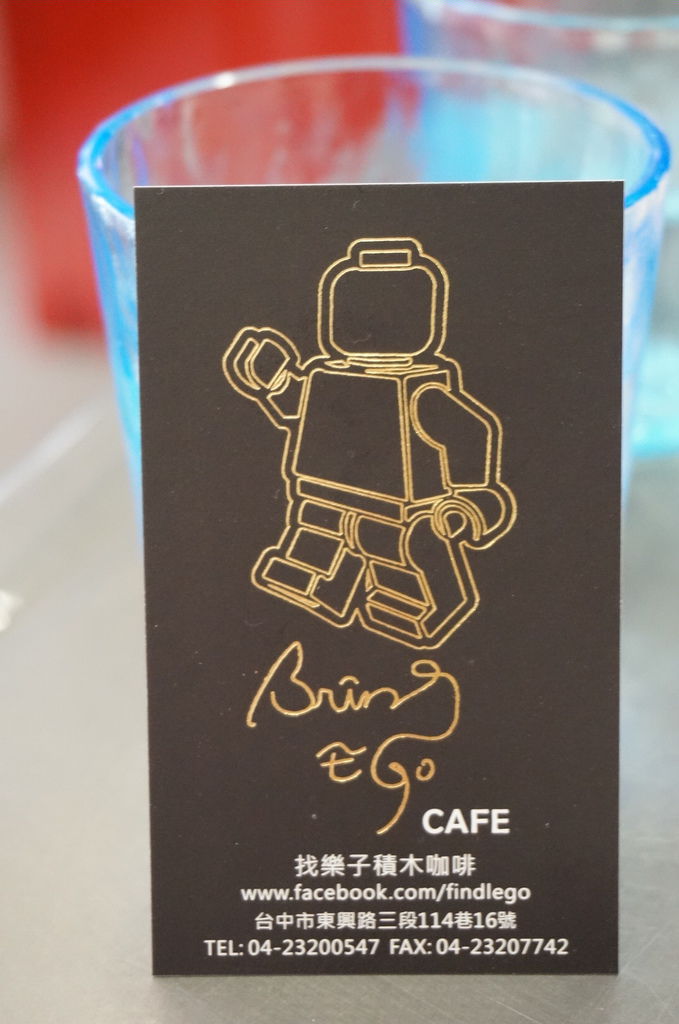 Bring
EGo
CAFE
找樂子積木咖啡
www.facebook.com/findlego
台中市東興路三段114巷16號
TEL: 04-23200547 FAX: 04-23207742